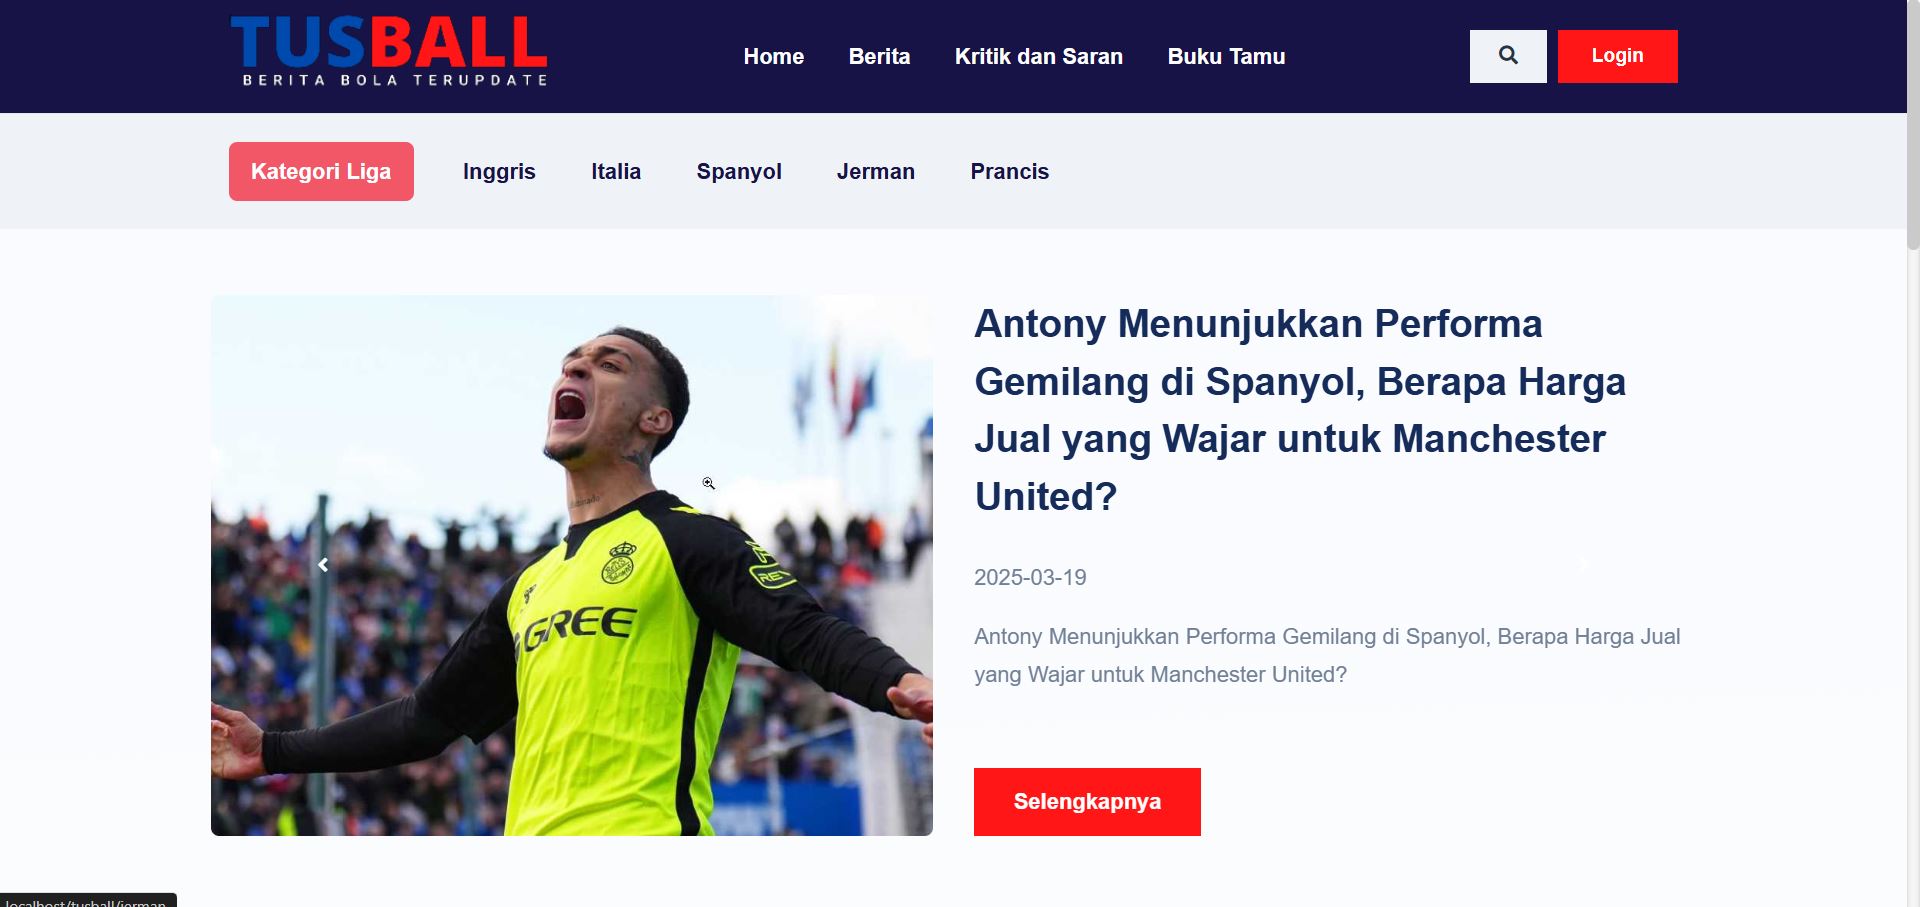 TUSBALL
BERITA BOLA TERUPDATE
Home Berita Kritik dan Saran Buku Tamu
Login
Kategori Liga Inggris Italia Spanyol Jerman Prancis
Antony Menunjukkan Performa
Gemilang di Spanyol, Berapa Harga
Jual yang Wajar untuk Manchester
United?
2025-03-19
Antony Menunjukkan Performa Gemilang di Spanyol, Berapa Harga Jual
yang Wajar untuk Manchester United?
Selengkapnya
GREE
localhost/tusball/jerman